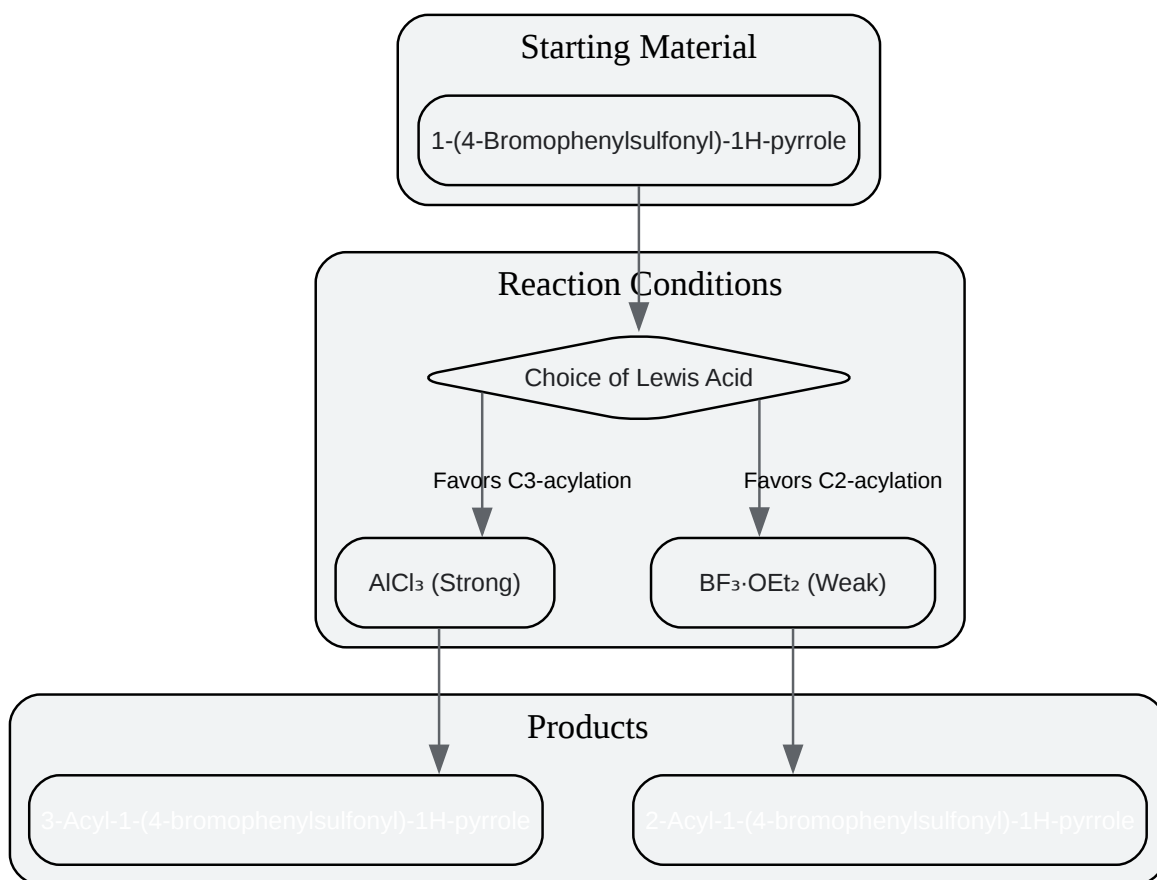 Starting Material
1-(4-Bromophenylsulfonyl)-1H-pyrrole
Reaction Conditions
Choice of Lewis Acid
Favors C3-acylation
Favors C2-acylation
AlCl₃ (Strong)
BF₃·OEt₂ (Weak)
Products
3-Acyl-1-(4-bromophenylsulfonyl)-1H-pyrrole
2-Acyl-1-(4-bromophenylsulfonyl)-1H-pyrrole